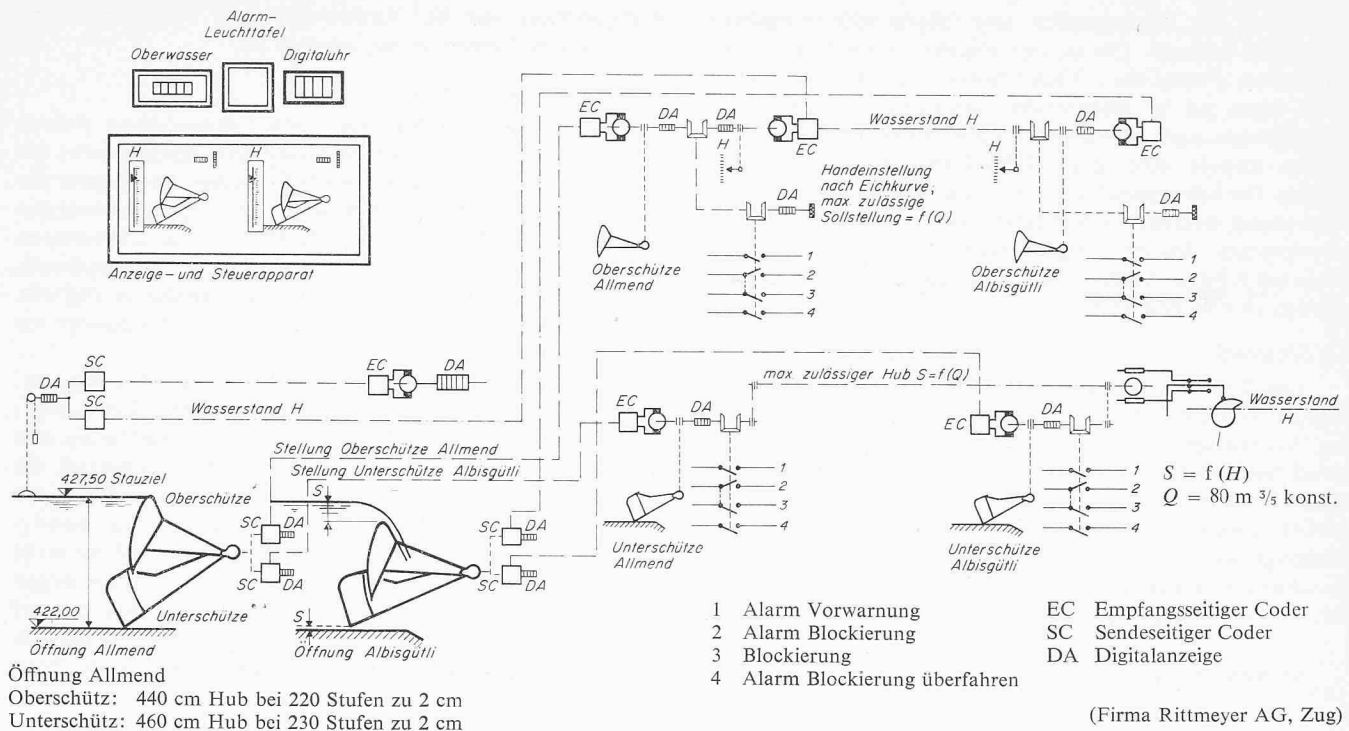 Alarm-
Leuchttafel
Oberwasser
Digitaluhr
H
H
Anzeige- und Steuerapparat
EC
DA
DA
H
EC
Wasserstand H
H
DA
EC
Handeinstellung
nach Eichkurve;
max. zulässige
Sollstellung = f(Q)
DA
DA
Oberschütze
Allmend
1
2
3
4
Oberschütze
Albisgütli
1
2
3
4
SC
DA
SC
EC
DA
Wasserstand H
max. zulässiger Hub S=f(Q)
EC
DA
EC
DA
Wasserstand
H
Stellung Oberschütze Allmend
Stellung Unterschütze Albisgütli
427,50 Stauziel
Oberschütze
S
SC
DA
SC
DA
SC
DA
SC
DA
1
2
3
4
1
2
3
4
S = f (H)
Q = 80 m ³/₅ konst.
Unterschütze
Allmend
Unterschütze
Albisgütli
422,00
Unterschütze
S
Öffnung Allmend
Öffnung Albisgütli
1 Alarm Vorwarnung
2 Alarm Blockierung
3 Blockierung
4 Alarm Blockierung überfahren
EC Empfangsseitiger Coder
SC Sendeseitiger Coder
DA Digitalanzeige
Öffnung Allmend
Oberschütz: 440 cm Hub bei 220 Stufen zu 2 cm
Unterschütz: 460 cm Hub bei 230 Stufen zu 2 cm
(Firma Rittmeyer AG, Zug)